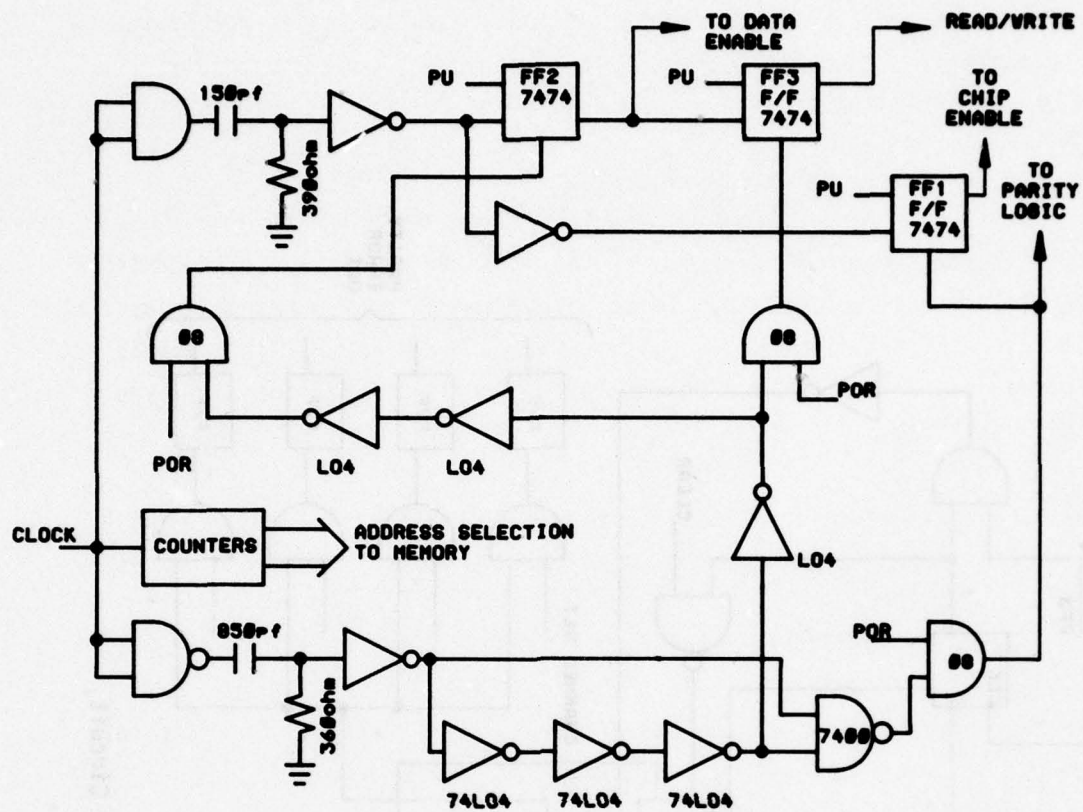 TO DATA
ENABLE
READ/WRITE
PU
FF2
7474
PU
FF3
F/F
7474
TO
CHIP
ENABLE
150pf
390ohm
PU
FF1
F/F
7474
TO
PARITY
LOGIC
08
08
POR
POR
L04
L04
CLOCK
COUNTERS
ADDRESS SELECTION
TO MEMORY
L04
850pf
360ohm
POR
08
7400
74L04
74L04
74L04